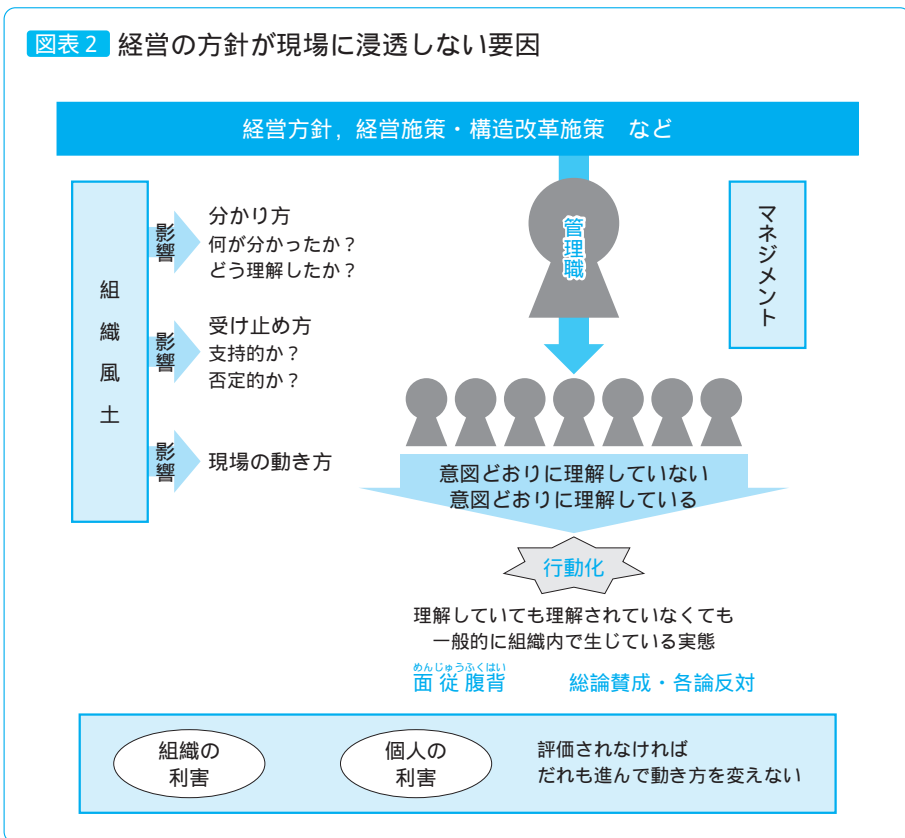 図表2 経営の方針が現場に浸透しない要因
経営方針，経営施策・構造改革施策　など
組織風土
影響
分かり方
何が分かったか？
どう理解したか？
影響
受け止め方
支持的か？
否定的か？
影響
現場の動き方
管理職
マネジメント
意図どおりに理解していない
意図どおりに理解している
行動化
理解していても理解されていなくても
一般的に組織内で生じている実態
めんじゅうふくはい
面従腹背　総論賛成・各論反対
組織の
利害
個人の
利害
評価されなければ
だれも進んで動き方を変えない